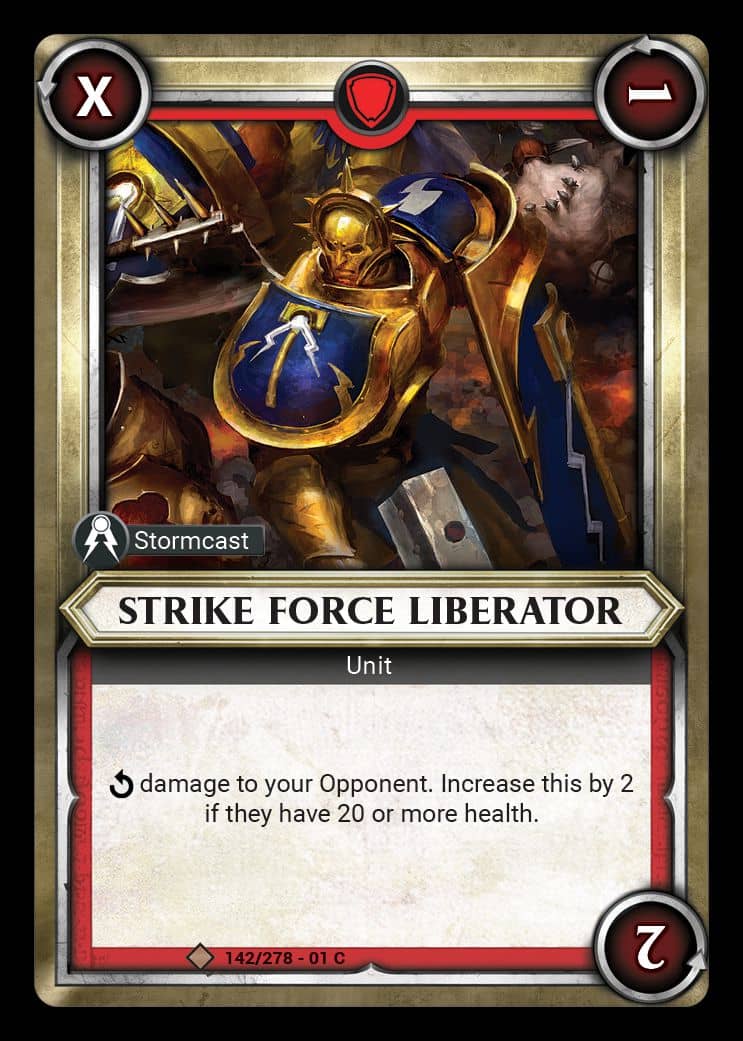 X
1
Stormcast
STRIKE FORCE LIBERATOR
Unit
damage to your Opponent. Increase this by 2
if they have 20 or more health.
2
142/278 - 01 C